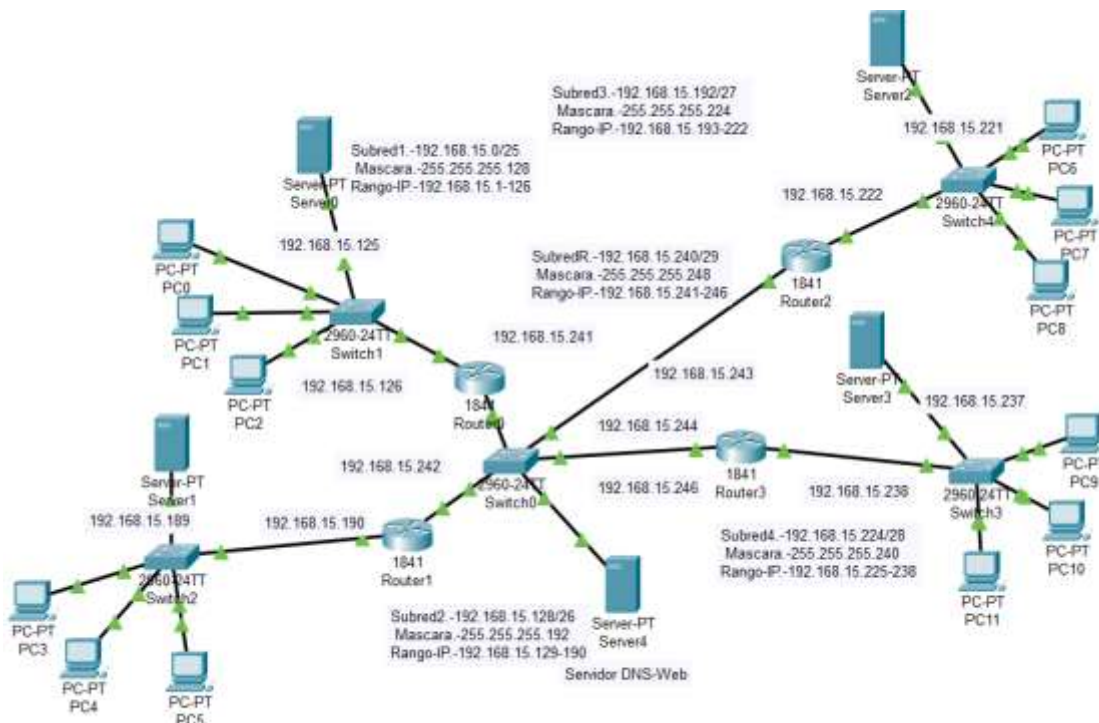 Server-PT
Server2
Subred3.-192.168.15.192/27
Mascara.-255.255.255.224
Rango-IP.-192.168.15.193-222
192.168.15.221
PC-PT
PC6
Subred1.-192.168.15.0/25
Mascara.-255.255.255.128
Rango-IP.-192.168.15.1-126
Server-PT
Server0
192.168.15.222
2960-24TT
Switch4
PC-PT
PC7
192.168.15.125
PC-PT
PC0
SubredR.-192.168.15.240/29
Mascara.-255.255.255.248
Rango-IP.-192.168.15.241-246
1841
Router2
PC-PT
PC8
PC-PT
PC1
2960-24TT
Switch1
192.168.15.241
192.168.15.243
Server-PT
Server3
192.168.15.126
PC-PT
PC2
1841
Router0
192.168.15.237
192.168.15.244
Server-PT
Server1
192.168.15.242
2960-24TT
Switch0
1841
Router3
192.168.15.246
192.168.15.238
2960-24TT
Switch3
PC-PT
PC9
192.168.15.189
192.168.15.190
1841
Router1
Subred4.-192.168.15.224/28
Mascara.-255.255.255.240
Rango-IP.-192.168.15.225-238
PC-PT
PC10
2960-24TT
Switch2
PC-PT
PC11
PC-PT
PC3
Subred2.-192.168.15.128/26
Mascara.-255.255.255.192
Rango-IP.-192.168.15.129-190
Server-PT
Server4
PC-PT
PC4
PC-PT
PC5
Servidor DNS-Web